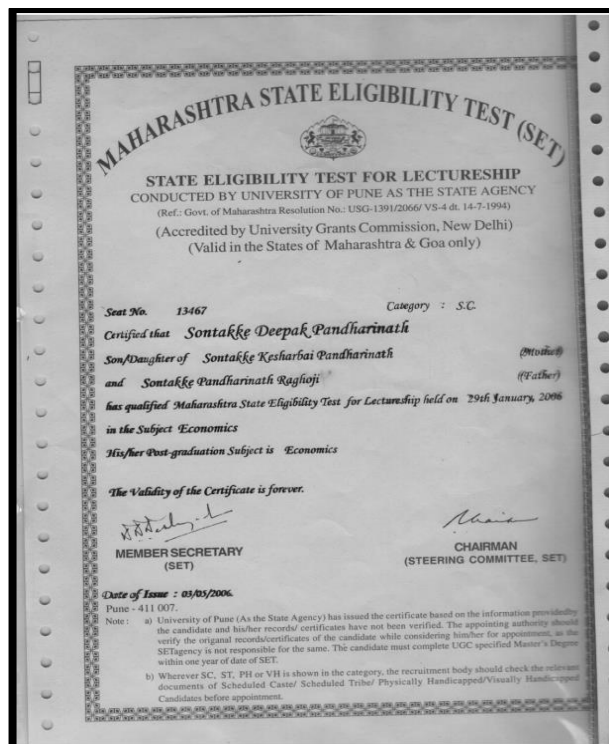 MAHARASHTRA STATE ELIGIBILITY TEST (SET)
STATE ELIGIBILITY TEST FOR LECTURESHIP
CONDUCTED BY UNIVERSITY OF PUNE AS THE STATE AGENCY
(Ref.: Govt. of Maharashtra Resolution No.: USG-1391/2066/ VS-4 dt. 14-7-1994)
(Accredited by University Grants Commission, New Delhi)
(Valid in the States of Maharashtra & Goa only)
Seat No. 13467 Category : S.C.
Certified that Sontakke Deepak Pandharinath
Son/Daughter of Sontakke Kesharbai Pandharinath (Mother)
and Sontakke Pandharinath Raghoji (Father)
has qualified Maharashtra State Eligibility Test for Lectureship held on 29th January, 2006
in the Subject Economics
His/her Post-graduation Subject is Economics
The Validity of the Certificate is forever.
MEMBER SECRETARY
(SET)
CHAIRMAN
(STEERING COMMITTEE, SET)
Date of Issue : 03/05/2006.
Pune - 411 007.
Note : a) University of Pune (As the State Agency) has issued the certificate based on the information provided by
the candidate and his/her records/ certificates have not been verified. The appointing authority should
verify the origanal records/certificates of the candidate while considering him/her for appointment, as the
SETagency is not responsible for the same. The candidate must complete UGC specified Master's Degree
within one year of date of SET.
b) Wherever SC, ST, PH or VH is shown in the category, the recruitment body should check the relevant
documents of Scheduled Caste/ Scheduled Tribe/ Physically Handicapped/Visually Handicapped
Candidates before appointment.